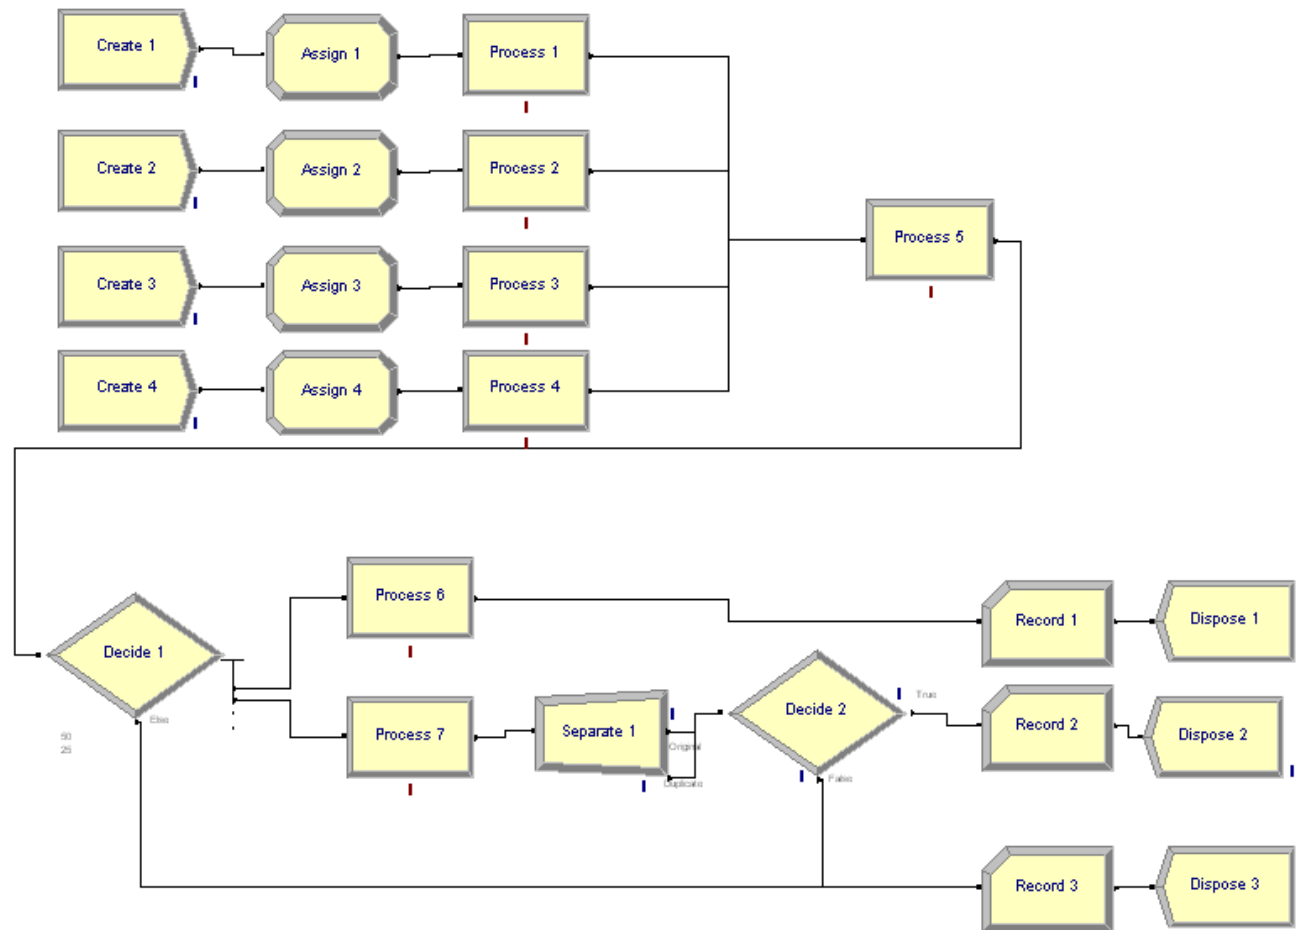 Create 1
Assign 1
Process 1
Create 2
Assign 2
Process 2
Process 5
Create 3
Assign 3
Process 3
Create 4
Assign 4
Process 4
Process 6
Record 1
Dispose 1
Decide 1
Else
50
25
Process 7
Separate 1
Original
Duplicate
Decide 2
True
False
Record 2
Dispose 2
Record 3
Dispose 3